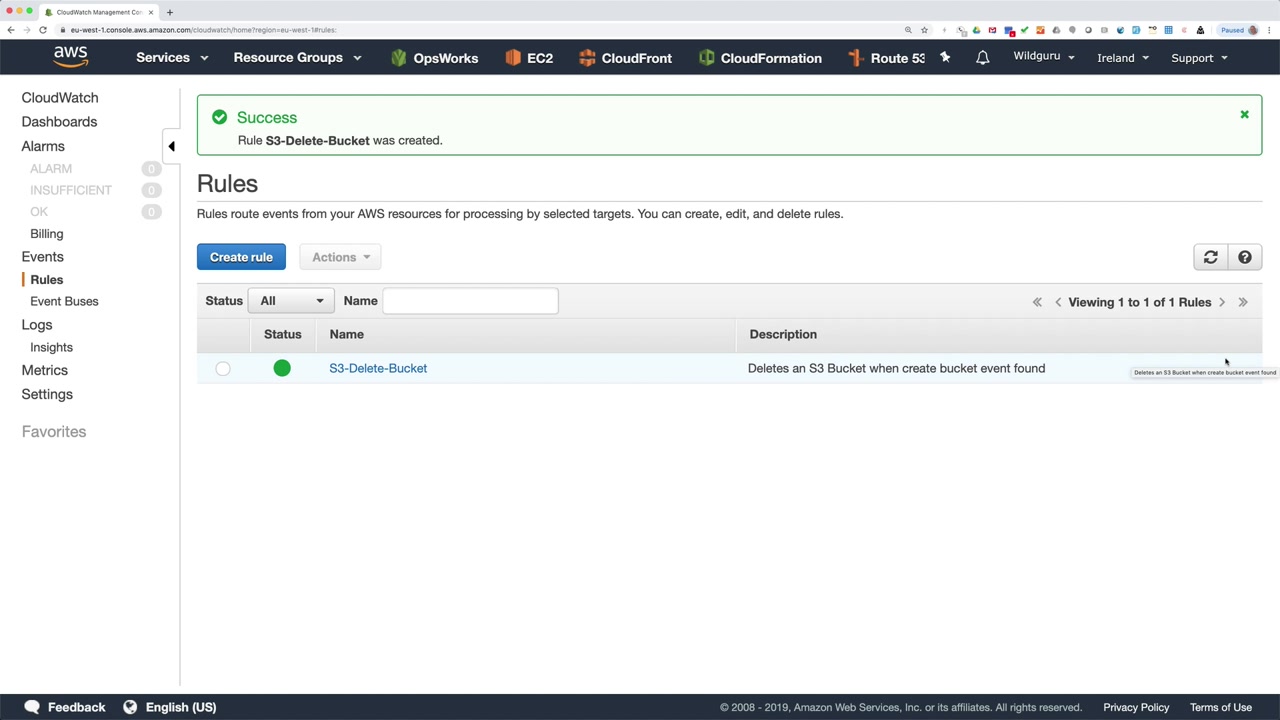 CloudWatch Management Con
eu-west-1.console.aws.amazon.com/cloudwatch/home?region=eu-west-1#rules:
Paused
aws
Services
Resource Groups
OpsWorks
EC2
CloudFront
CloudFormation
Route 53
Wildguru
Ireland
Support
CloudWatch
Dashboards
Alarms
ALARM 0
INSUFFICIENT 0
OK 0
Billing
Events
Rules
Event Buses
Logs
Insights
Metrics
Settings
Favorites
Success
Rule S3-Delete-Bucket was created.
Rules
Rules route events from your AWS resources for processing by selected targets. You can create, edit, and delete rules.
Create rule
Actions
Status All Name
Viewing 1 to 1 of 1 Rules
Status Name Description
S3-Delete-Bucket Deletes an S3 Bucket when create bucket event found
Deletes an S3 Bucket when create bucket event found
Feedback English (US)
© 2008 - 2019, Amazon Web Services, Inc. or its affiliates. All rights reserved. Privacy Policy Terms of Use